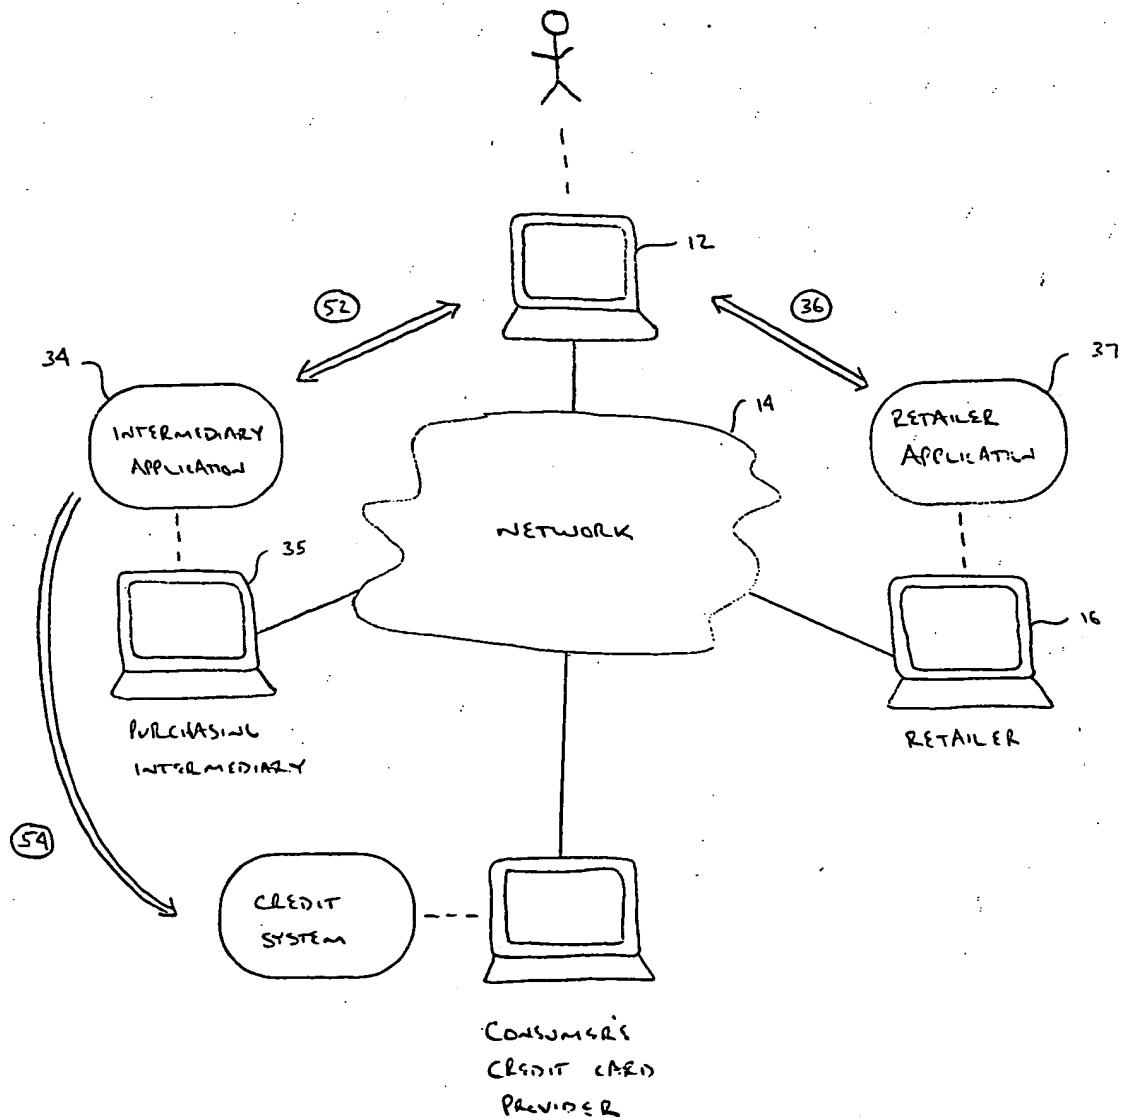 12
52
36
34
37
INTERMEDIARY
APPLICATION
14
RETAILER
APPLICATION
NETWORK
35
16
PURCHASING
INTERMEDIARY
RETAILER
54
CREDIT
SYSTEM
CONSUMER'S
CREDIT CARD
PROVIDER